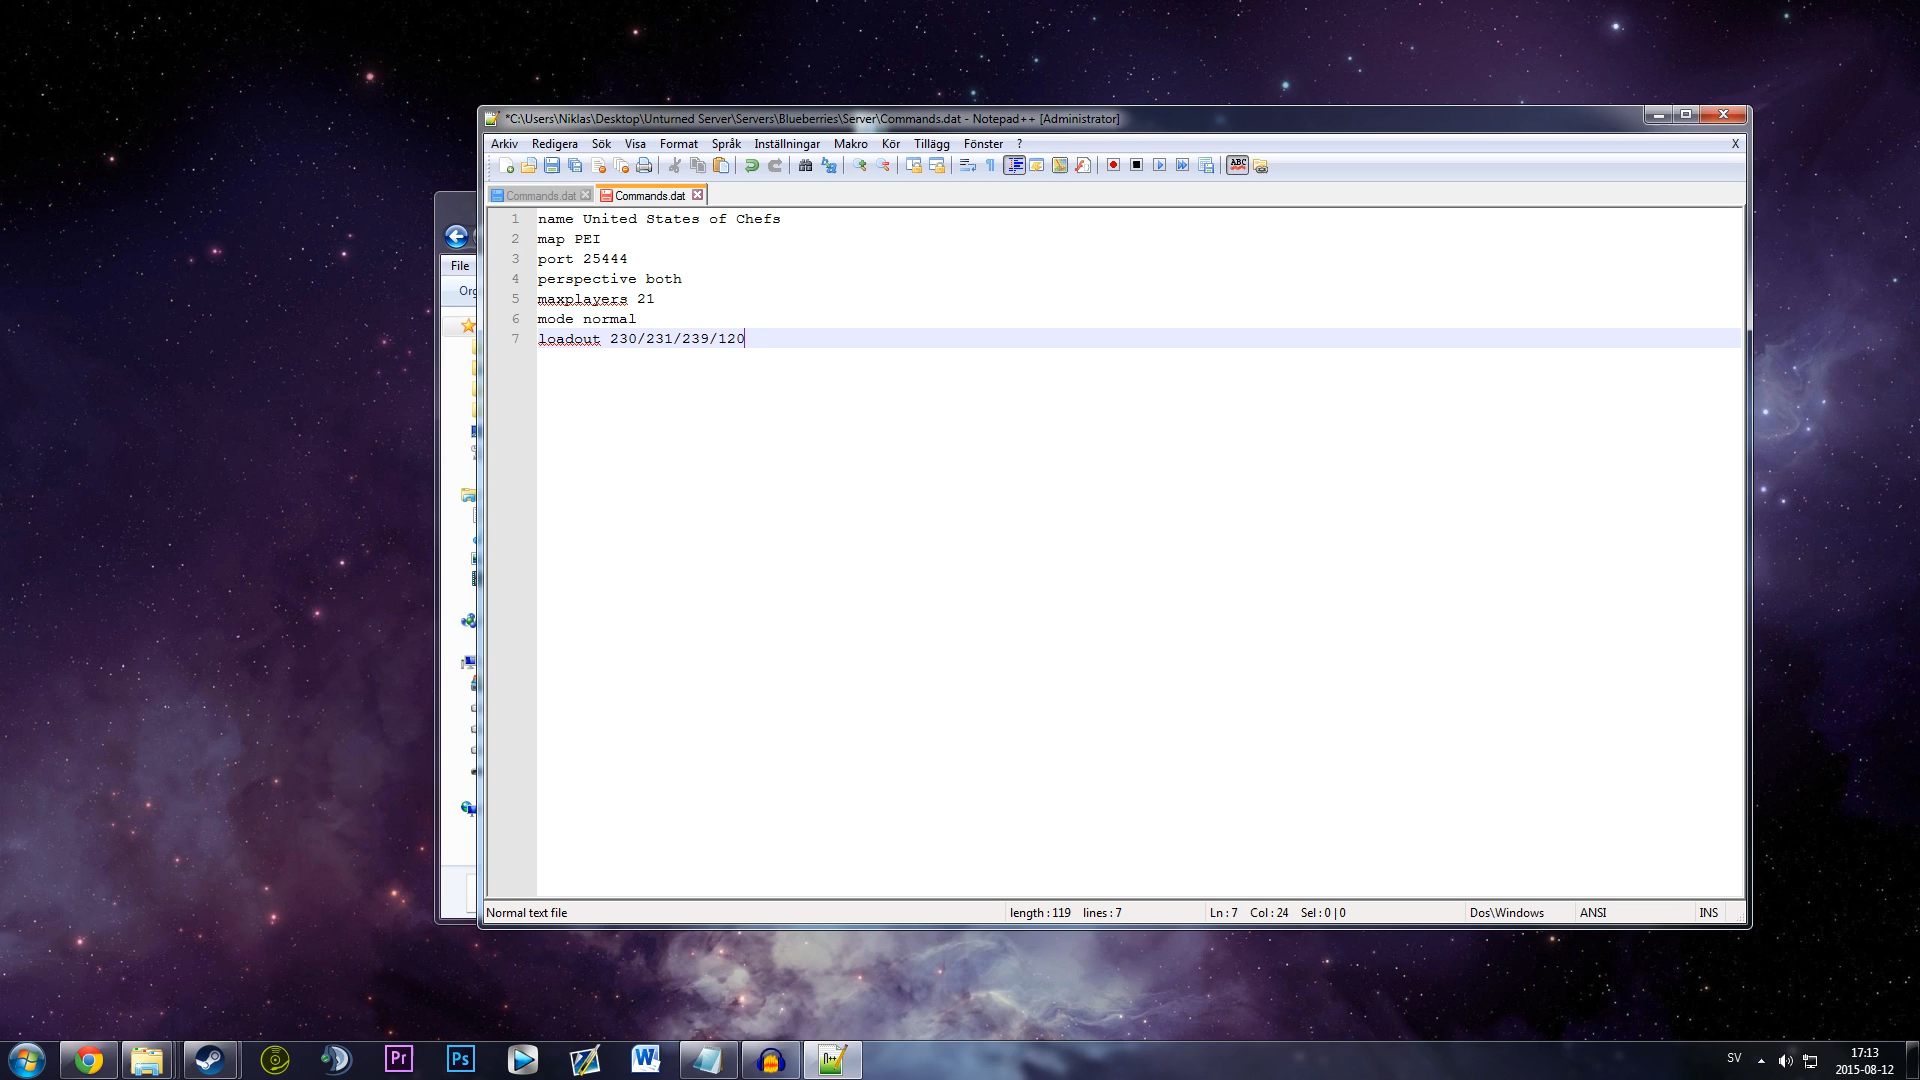 *C:\Users\Niklas\Desktop\Unturned Server\Servers\Blueberries\Server\Commands.dat - Notepad++ [Administrator]
Arkiv Redigera Sök Visa Format Språk Inställningar Makro Kör Tillägg Fönster ? X
ABC
Commands.dat Commands.dat
File
Org
1 name United States of Chefs
2 map PEI
3 port 25444
4 perspective both
5 maxplayers 21
6 mode normal
7 loadout 230/231/239/120
Normal text file length : 119 lines : 7 Ln : 7 Col : 24 Sel : 0 | 0 Dos\Windows ANSI INS
Pr Ps W
SV 17:13
2015-08-12